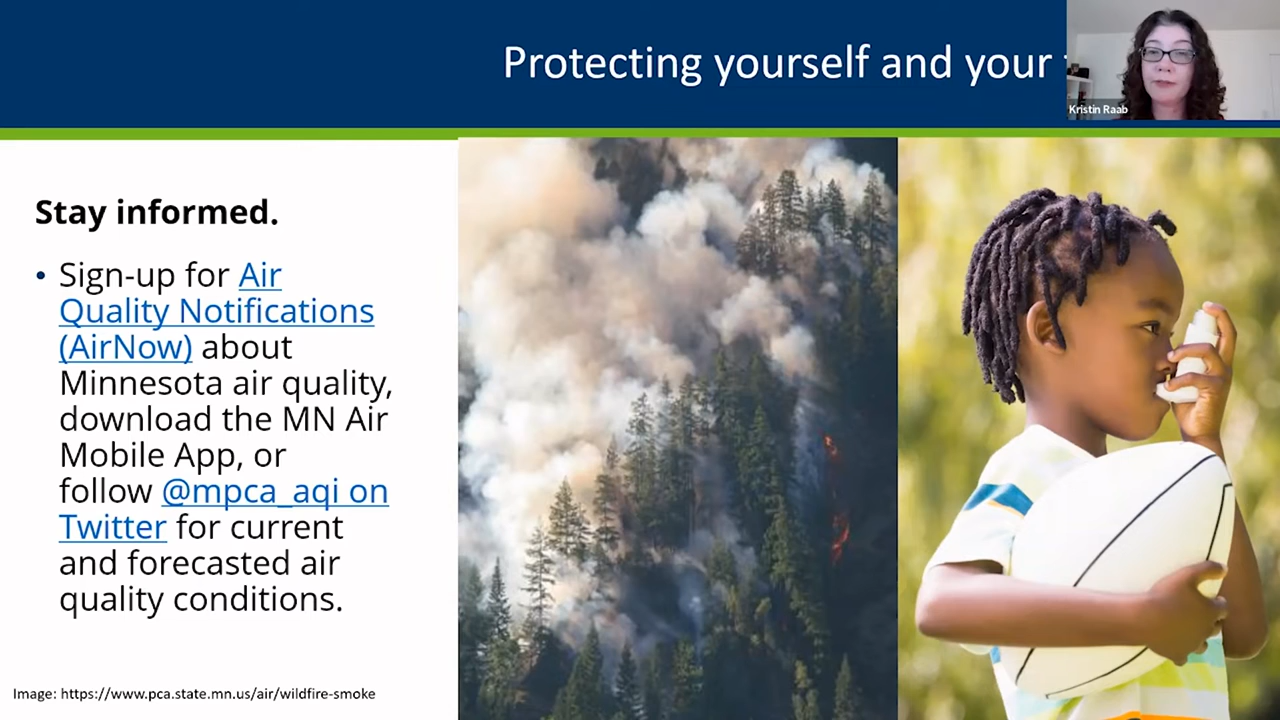 Protecting yourself and your
Kristin Raab
Stay informed.
• Sign-up for Air
Quality Notifications
(AirNow) about
Minnesota air quality,
download the MN Air
Mobile App, or
follow @mpca_aqi on
Twitter for current
and forecasted air
quality conditions.
Image: https://www.pca.state.mn.us/air/wildfire-smoke